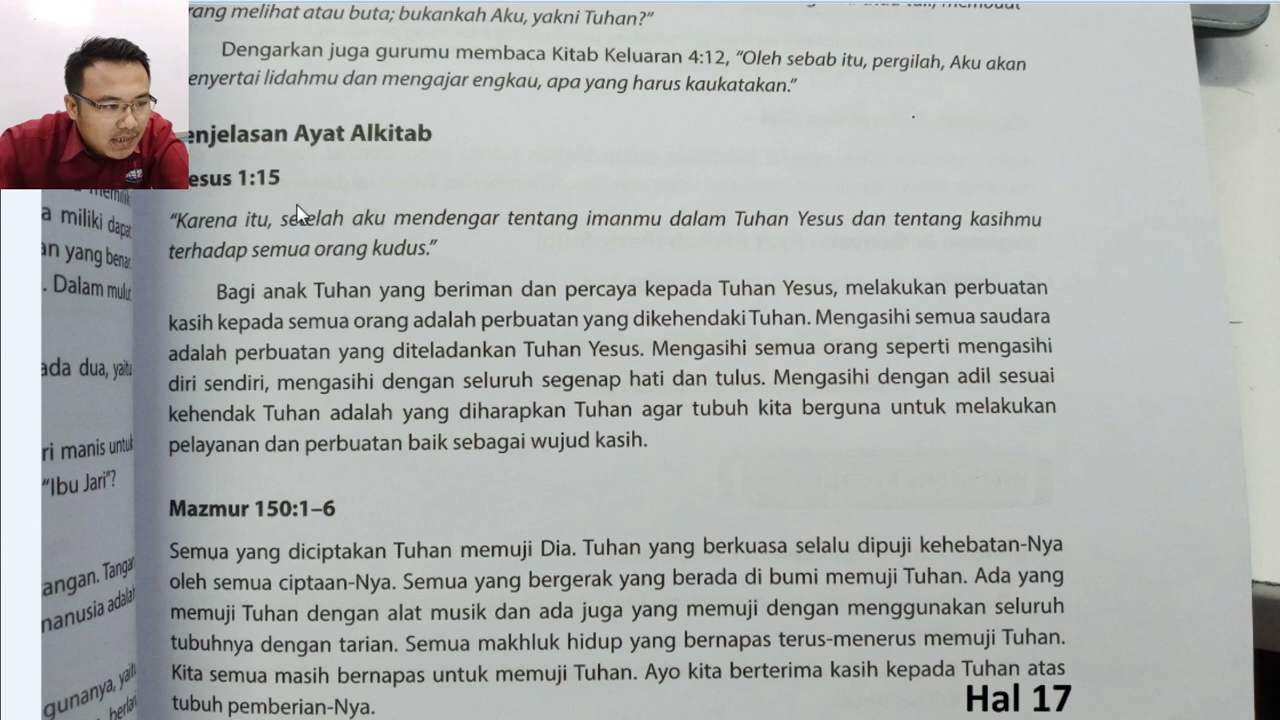 rang melihat atau buta; bukankah Aku, yakni Tuhan?”
Dengarkan juga gurumu membaca Kitab Keluaran 4:12, “Oleh sebab itu, pergilah, Aku akan
enyertai lidahmu dan mengajar engkau, apa yang harus kaukatakan.”
enjelasan Ayat Alkitab
esus 1:15
“Karena itu, setelah aku mendengar tentang imanmu dalam Tuhan Yesus dan tentang kasihmu
terhadap semua orang kudus.”
Bagi anak Tuhan yang beriman dan percaya kepada Tuhan Yesus, melakukan perbuatan
kasih kepada semua orang adalah perbuatan yang dikehendaki Tuhan. Mengasihi semua saudara
adalah perbuatan yang diteladankan Tuhan Yesus. Mengasihi semua orang seperti mengasihi
diri sendiri, mengasihi dengan seluruh segenap hati dan tulus. Mengasihi dengan adil sesuai
kehendak Tuhan adalah yang diharapkan Tuhan agar tubuh kita berguna untuk melakukan
pelayanan dan perbuatan baik sebagai wujud kasih.
Mazmur 150:1–6
Semua yang diciptakan Tuhan memuji Dia. Tuhan yang berkuasa selalu dipuji kehebatan-Nya
oleh semua ciptaan-Nya. Semua yang bergerak yang berada di bumi memuji Tuhan. Ada yang
memuji Tuhan dengan alat musik dan ada juga yang memuji dengan menggunakan seluruh
tubuhnya dengan tarian. Semua makhluk hidup yang bernapas terus-menerus memuji Tuhan.
Kita semua masih bernapas untuk memuji Tuhan. Ayo kita berterima kasih kepada Tuhan atas
tubuh pemberian-Nya.
Hal 17
a miliki dapat
an yang benar
. Dalam mulut
ada dua, yaitu
ri manis untuk
“Ibu Jari”?
angan. Tangan
manusia adalah
gunanya, yaitu